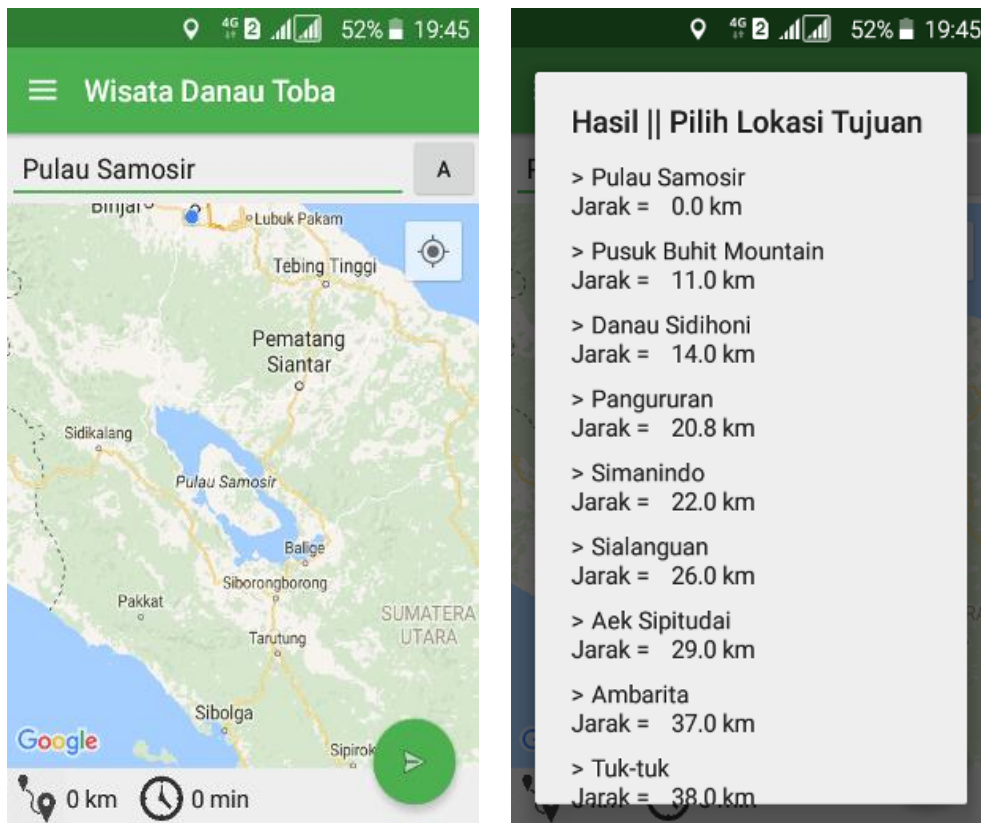 4G 2 52% 19:45
Wisata Danau Toba
Pulau Samosir
A
Binjai
Lubuk Pakam
Tebing Tinggi
Pematang
Siantar
Sidikalang
Pulau Samosir
Balige
Siborongborong
Pakkat
SUMATERA
UTARA
Tarutung
Sibolga
Google
Sipirok
0 km 0 min
4G 2 52% 19:45
Hasil || Pilih Lokasi Tujuan
> Pulau Samosir
Jarak = 0.0 km
> Pusuk Buhit Mountain
Jarak = 11.0 km
> Danau Sidihoni
Jarak = 14.0 km
> Pangururan
Jarak = 20.8 km
> Simanindo
Jarak = 22.0 km
> Sialanguan
Jarak = 26.0 km
> Aek Sipitudai
Jarak = 29.0 km
> Ambarita
Jarak = 37.0 km
> Tuk-tuk
Jarak = 38.0 km